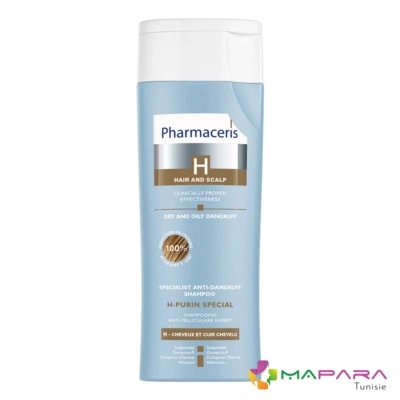 Pharmaceris
H
HAIR AND SCALP
CLINICALLY PROVEN
EFFECTIVENESS
DRY AND OILY DANDRUFF
100%
SPECIALIST ANTI-DANDRUFF
SHAMPOO
H-PURIN SPECIAL
SHAMPOOING
ANTI-PELLICULAIRE EXPERT
H - CHEVEUX ET CUIR CHEVELU
MAPARA
Tunisie